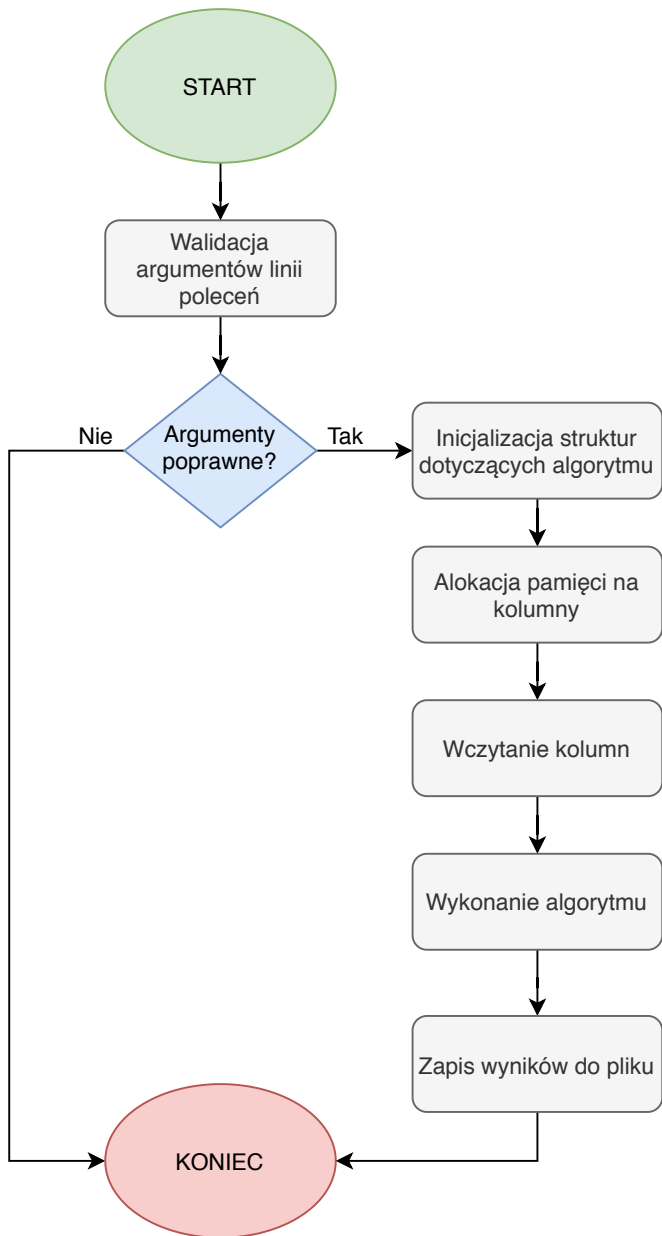 START
Walidacja
argumentów linii
poleceń
Nie
Argumenty
poprawne?
Tak
Inicjalizacja struktur
dotyczących algorytmu
Alokacja pamięci na
kolumny
Wczytanie kolumn
Wykonanie algorytmu
Zapis wyników do pliku
KONIEC